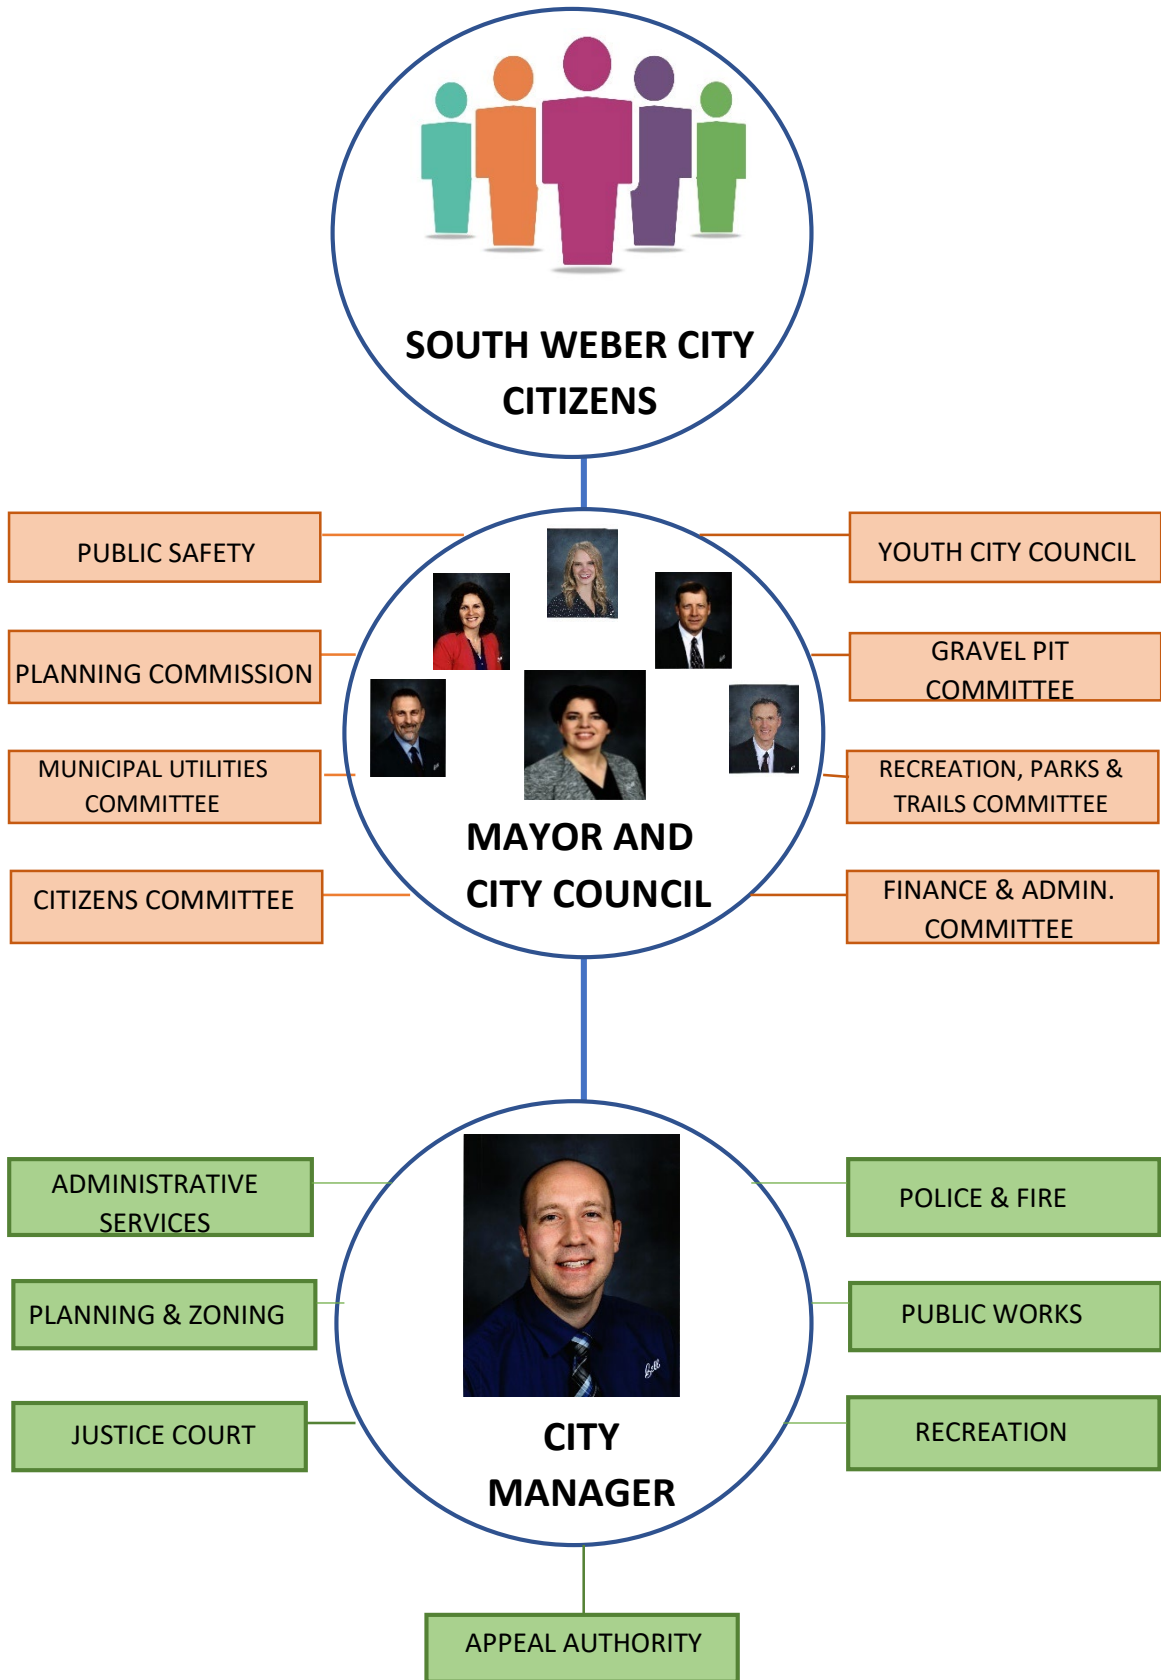 SOUTH WEBER CITY
CITIZENS
PUBLIC SAFETY
YOUTH CITY COUNCIL
PLANNING COMMISSION
GRAVEL PIT
COMMITTEE
MUNICIPAL UTILITIES
COMMITTEE
RECREATION, PARKS &
TRAILS COMMITTEE
CITIZENS COMMITTEE
FINANCE & ADMIN.
COMMITTEE
MAYOR AND
CITY COUNCIL
ADMINISTRATIVE
SERVICES
POLICE & FIRE
PLANNING & ZONING
PUBLIC WORKS
JUSTICE COURT
RECREATION
Bell
CITY
MANAGER
APPEAL AUTHORITY